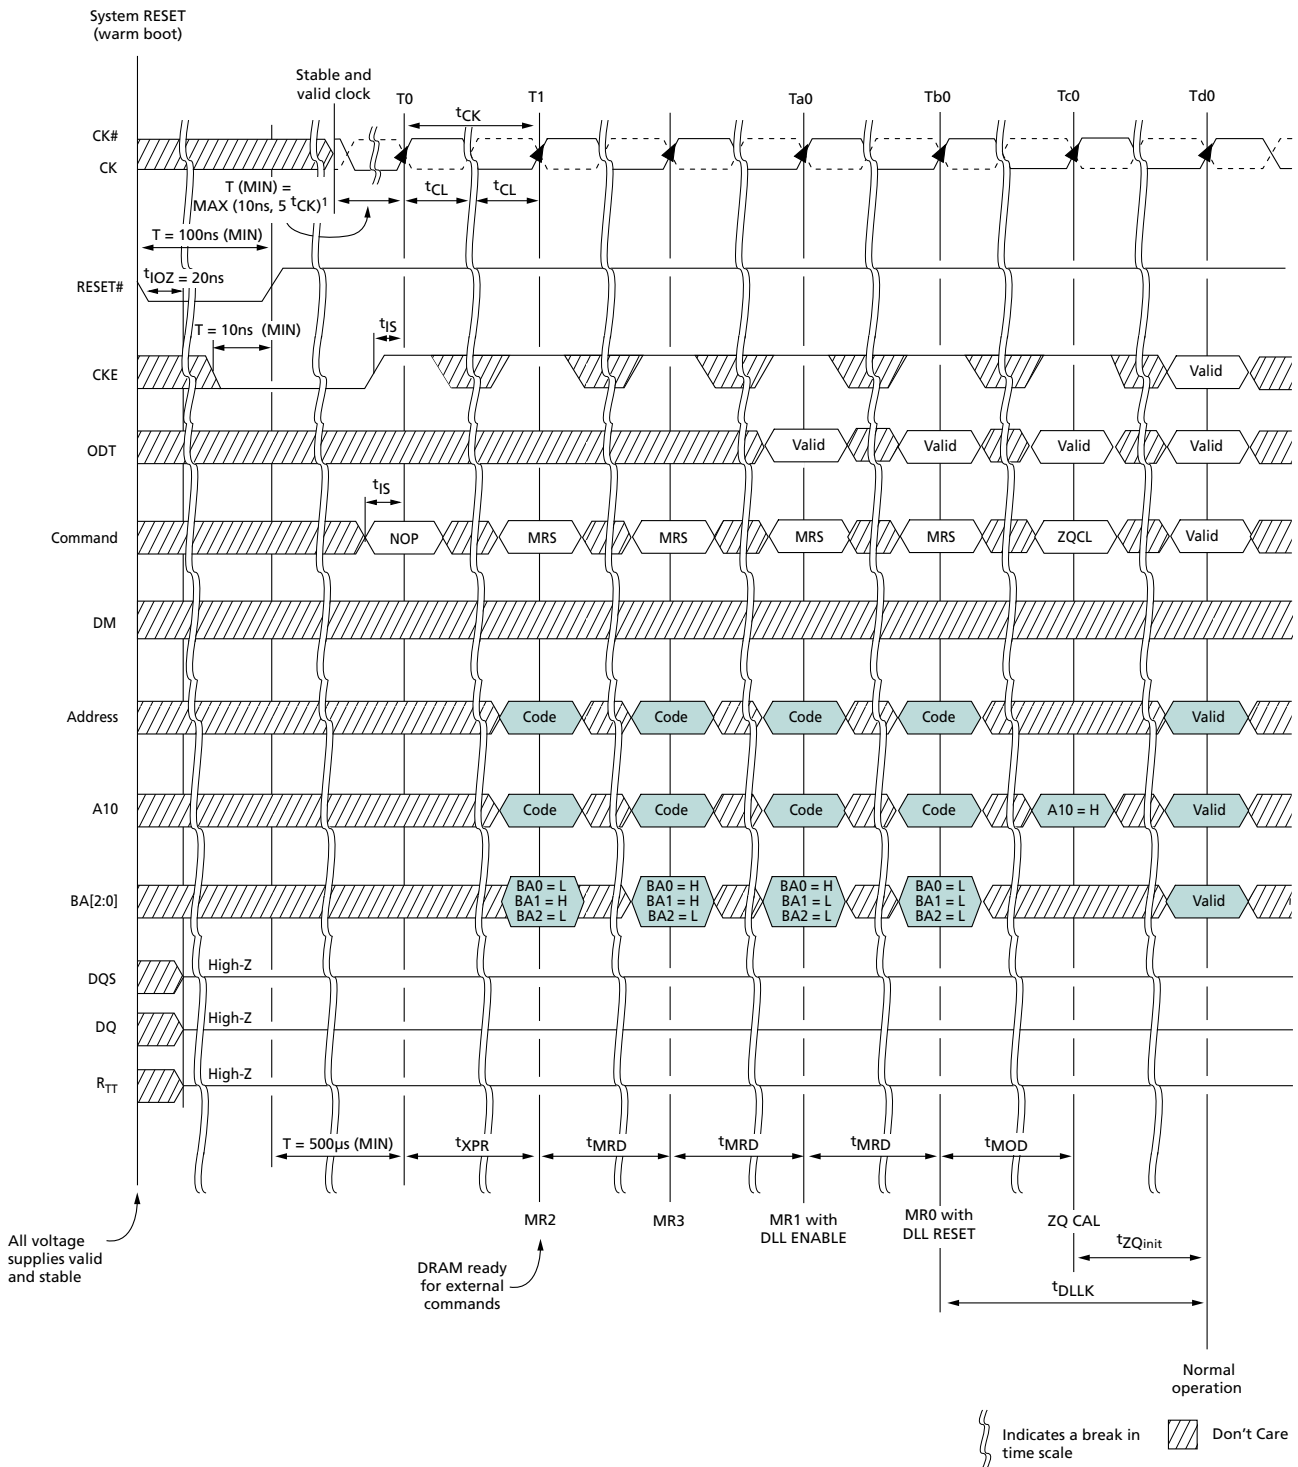 System RESET
(warm boot)
Stable and
valid clock
T0
tCK
T1
Ta0
Tb0
Tc0
Td0
CK#
CK
T (MIN) =
MAX (10ns, 5 tCK)1
tCL
tCL
T = 100ns (MIN)
tIOZ = 20ns
RESET#
T = 10ns (MIN)
tIS
CKE
Valid
ODT
Valid
Valid
Valid
Valid
tIS
Command
NOP
MRS
MRS
MRS
MRS
ZQCL
Valid
DM
Address
Code
Code
Code
Code
Valid
A10
Code
Code
Code
Code
A10 = H
Valid
BA[2:0]
BA0 = L
BA1 = H
BA2 = L
BA0 = H
BA1 = H
BA2 = L
BA0 = H
BA1 = L
BA2 = L
BA0 = L
BA1 = L
BA2 = L
Valid
DQS
High-Z
DQ
High-Z
RTT
High-Z
T = 500μs (MIN)
tXPR
tMRD
tMRD
tMRD
tMOD
MR2
MR3
MR1 with
DLL ENABLE
MR0 with
DLL RESET
ZQ CAL
All voltage
supplies valid
and stable
DRAM ready
for external
commands
tZQinit
tDLLK
Normal
operation
Indicates a break in
time scale
Don't Care